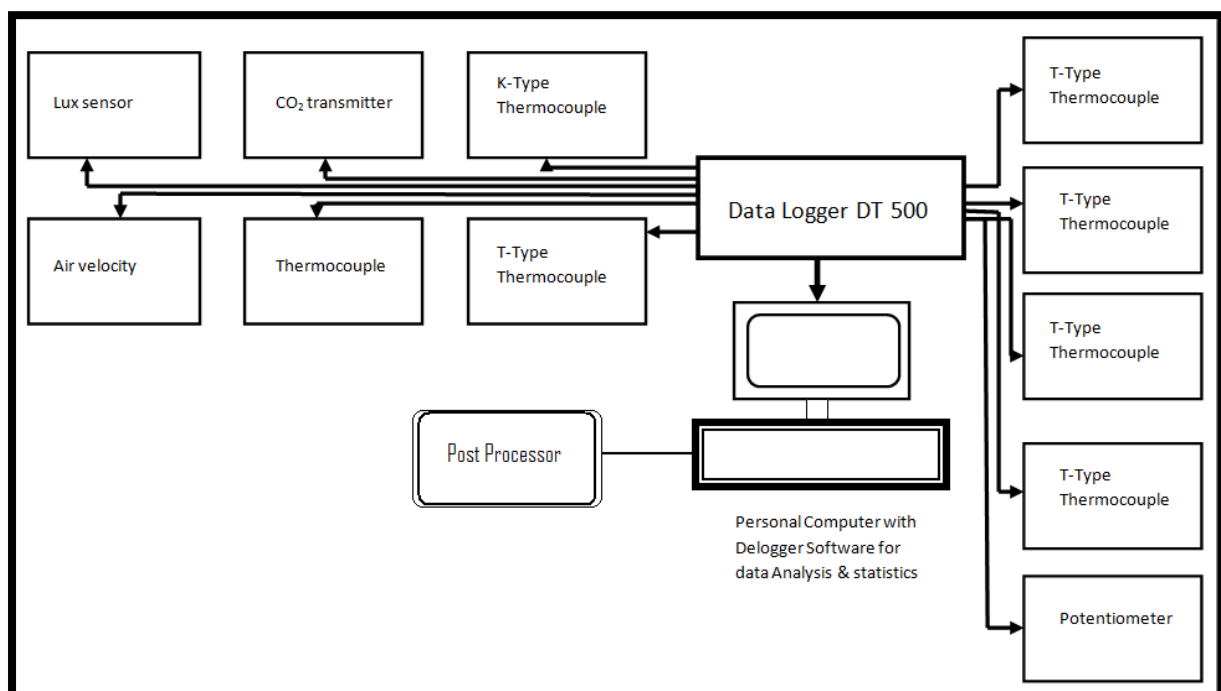 Lux sensor
CO₂ transmitter
K-Type
Thermocouple
T-Type
Thermocouple
Air velocity
Thermocouple
T-Type
Thermocouple
Data Logger DT 500
T-Type
Thermocouple
T-Type
Thermocouple
Post Processor
T-Type
Thermocouple
Personal Computer with
Delogger Software for
data Analysis & statistics
Potentiometer